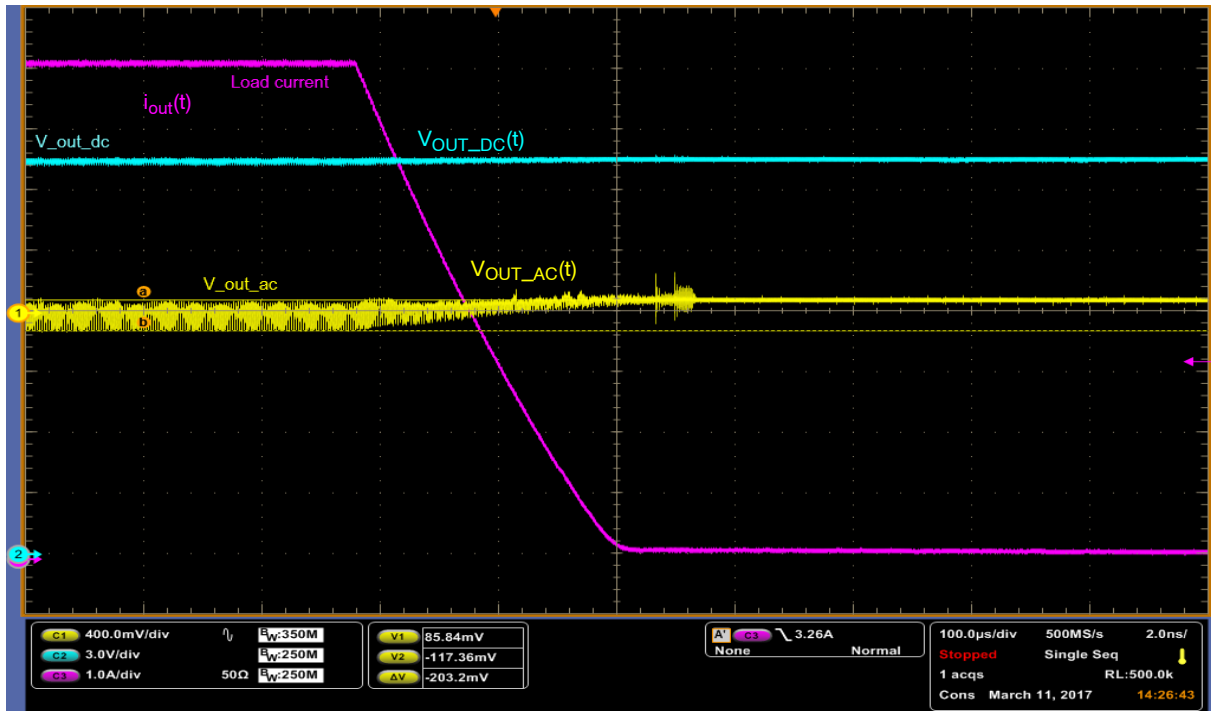 Load current
iout(t)
V_out_dc
VOUT_DC(t)
VOUT_AC(t)
V_out_ac
a
1
b
2
C1 400.0mV/div ∿ BW:350M
C2 3.0V/div BW:250M
C3 1.0A/div 50Ω BW:250M
V1 85.84mV
V2 -117.36mV
ΔV -203.2mV
A' C3 \ 3.26A
None Normal
100.0µs/div 500MS/s 2.0ns/
Stopped Single Seq
1 acqs RL:500.0k
Cons March 11, 2017 14:26:43